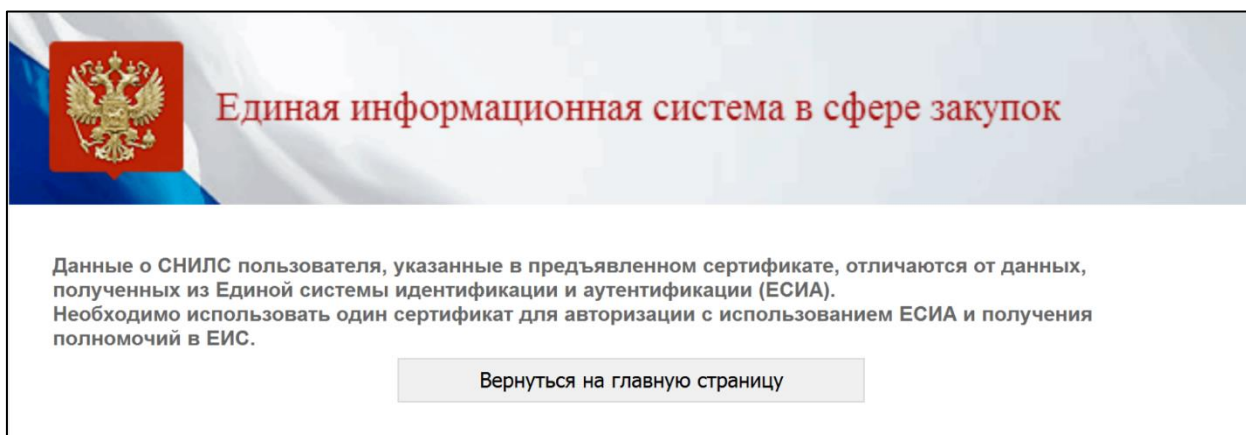 Единая информационная система в сфере закупок
Данные о СНИЛС пользователя, указанные в предъявленном сертификате, отличаются от данных,
полученных из Единой системы идентификации и аутентификации (ЕСИА).
Необходимо использовать один сертификат для авторизации с использованием ЕСИА и получения
полномочий в ЕИС.
Вернуться на главную страницу